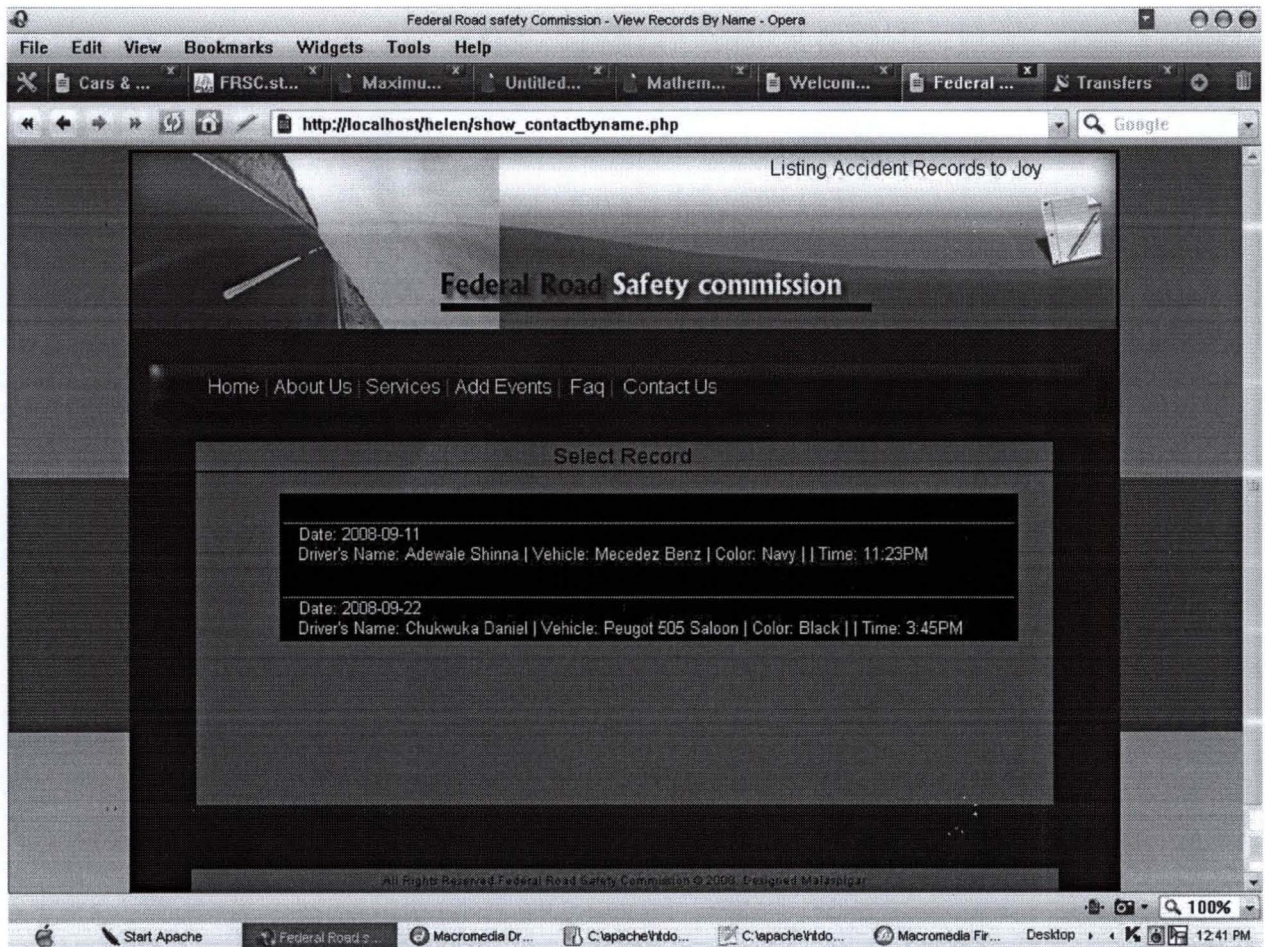 Federal Road safety Commission - View Records By Name - Opera
File Edit View Bookmarks Widgets Tools Help
Cars & ... FRSC.st... Maximu... Untitled... Mathem... Welcom... Federal ... Transfers
http://localhost/helen/show_contactbyname.php Google
Listing Accident Records to Joy
Federal Road Safety commission
Home | About Us | Services | Add Events | Faq | Contact Us
Select Record
Date: 2008-09-11
Driver's Name: Adewale Shinna | Vehicle: Mecedez Benz | Color: Navy | | Time: 11:23PM
Date: 2008-09-22
Driver's Name: Chukwuka Daniel | Vehicle: Peugot 505 Saloon | Color: Black | | Time: 3:45PM
All Rights Reserved Federal Road Safety Commission © 2008. Designed
100%
Start Apache Federal Road s... Macromedia Dr... C:\apache\htdo... C:\apache\htdo... Macromedia Fir... Desktop 12:41 PM